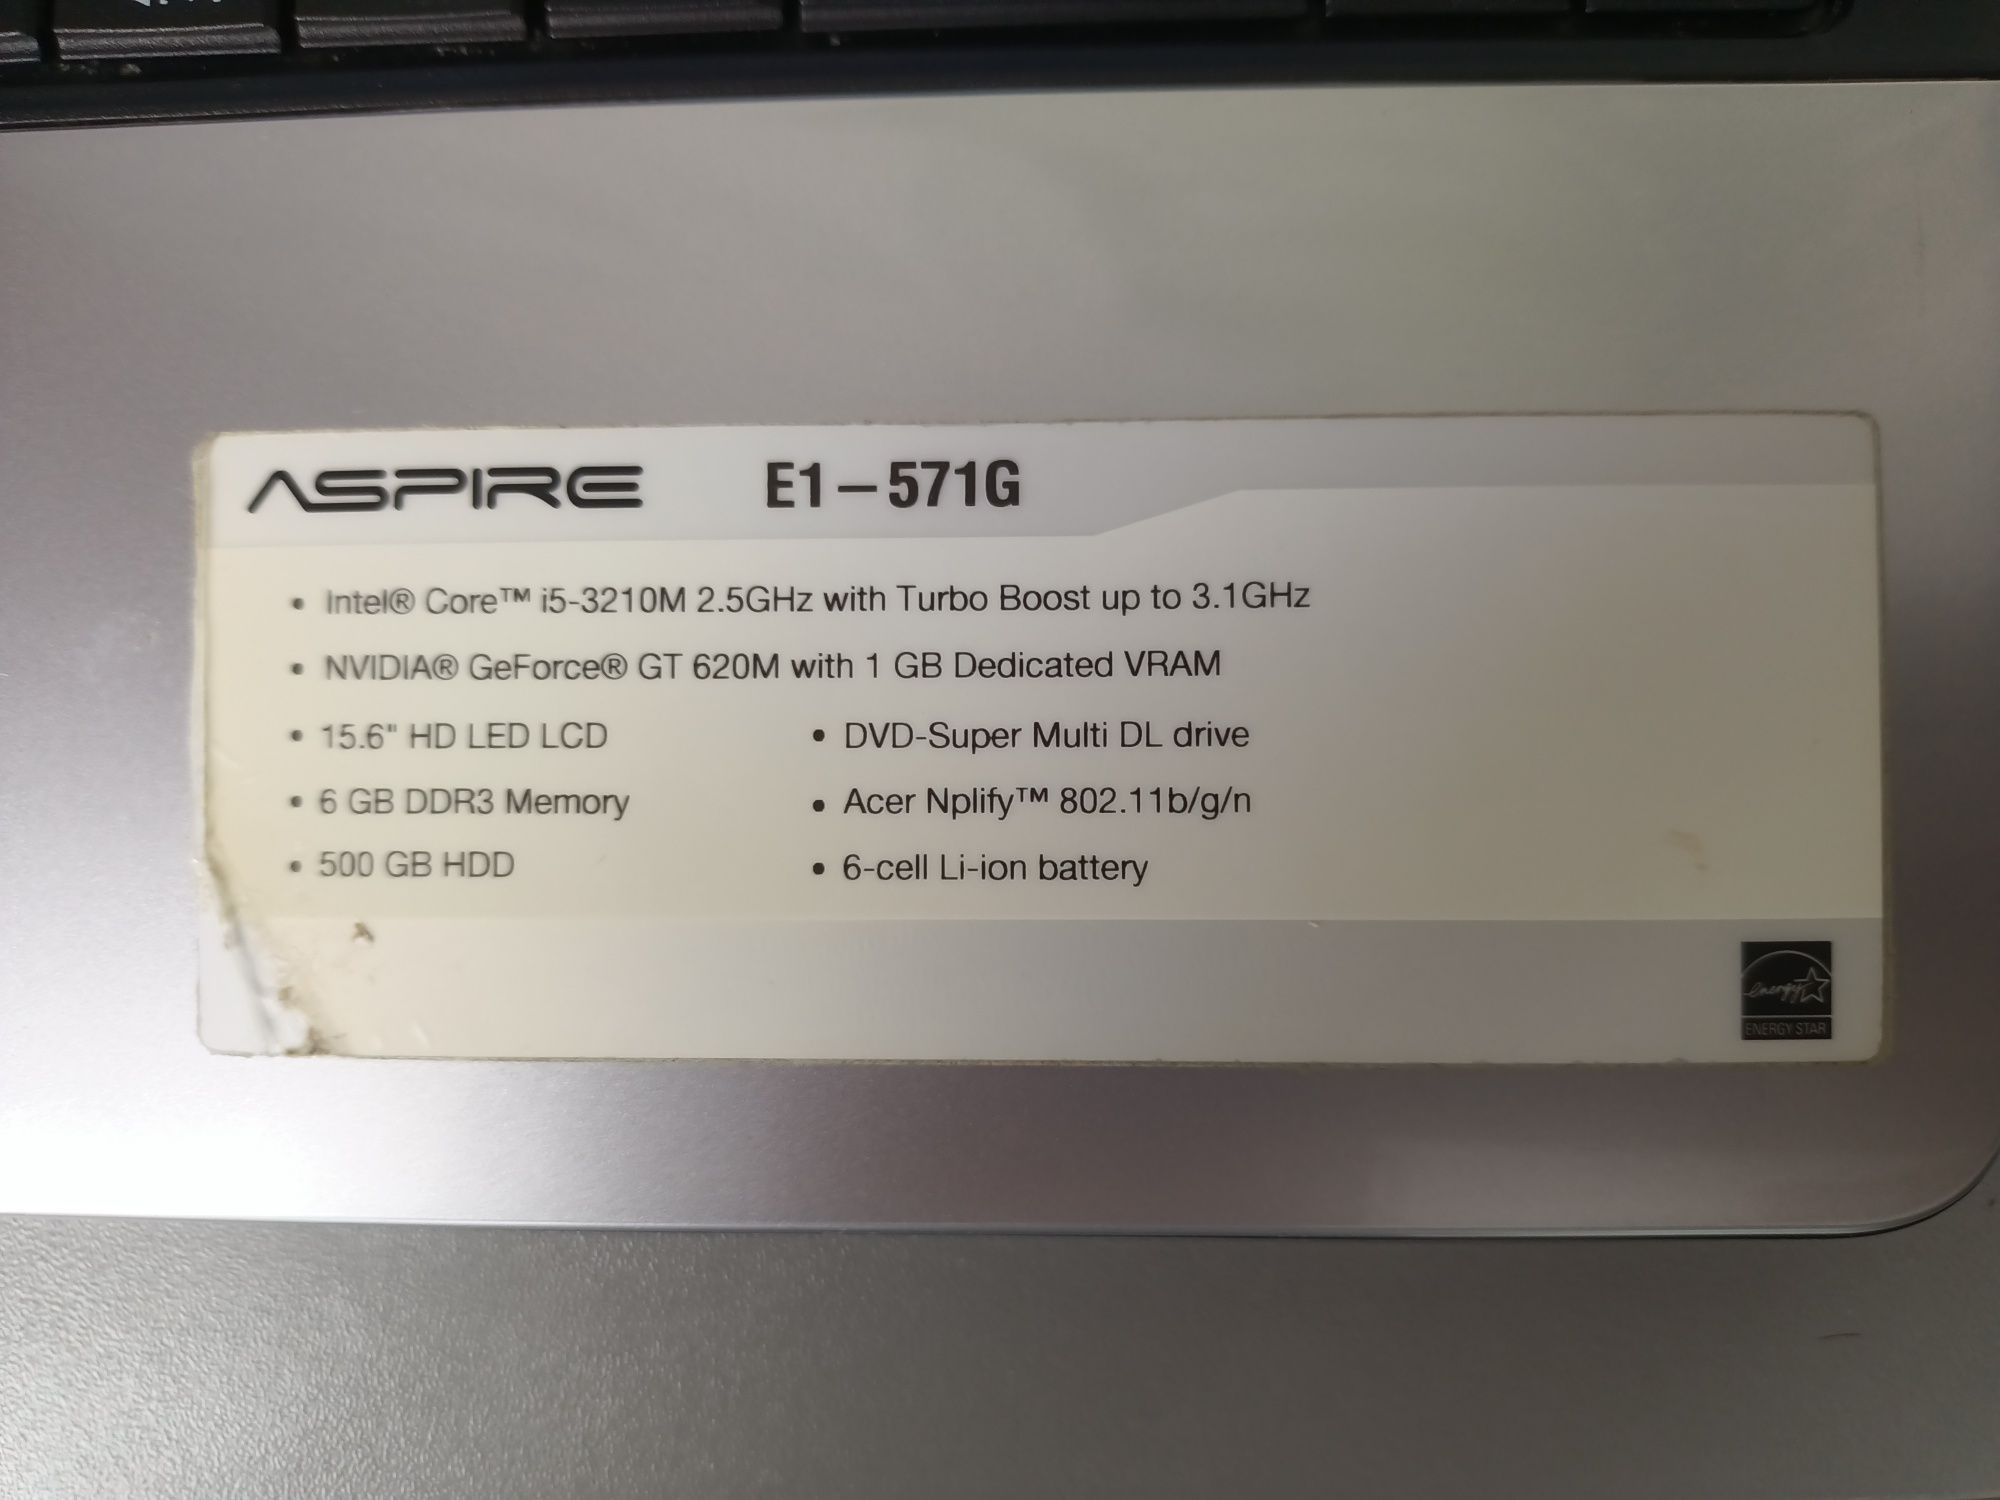 ASPIRE E1-571G
• Intel® Core™ i5-3210M 2.5GHz with Turbo Boost up to 3.1GHz
• NVIDIA® GeForce® GT 620M with 1 GB Dedicated VRAM
• 15.6" HD LED LCD
• 6 GB DDR3 Memory
• 500 GB HDD
• DVD-Super Multi DL drive
• Acer Nplify™ 802.11b/g/n
• 6-cell Li-ion battery
energy
ENERGY STAR